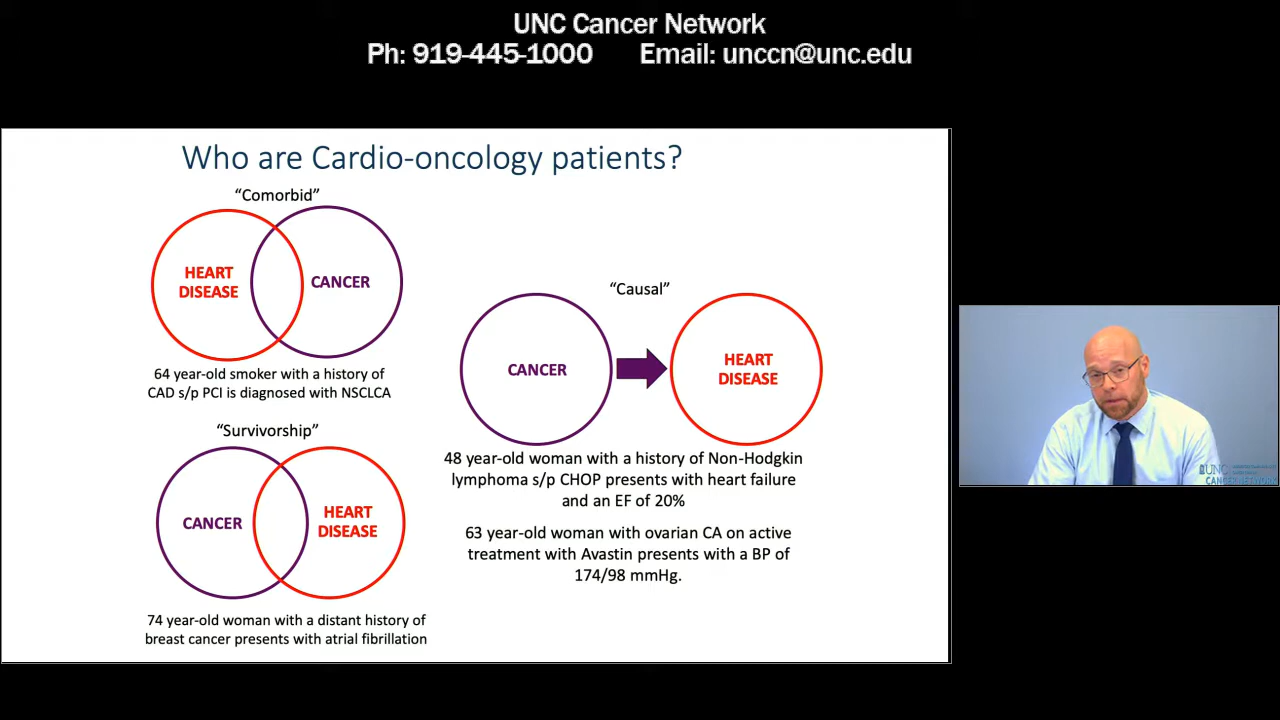 UNC Cancer Network
Ph: 919-445-1000 Email: unccn@unc.edu
Who are Cardio-oncology patients?
“Comorbid”
HEART
DISEASE
CANCER
64 year-old smoker with a history of
CAD s/p PCI is diagnosed with NSCLCA
“Survivorship”
CANCER
HEART
DISEASE
74 year-old woman with a distant history of
breast cancer presents with atrial fibrillation
“Causal”
CANCER
HEART
DISEASE
48 year-old woman with a history of Non-Hodgkin
lymphoma s/p CHOP presents with heart failure
and an EF of 20%
63 year-old woman with ovarian CA on active
treatment with Avastin presents with a BP of
174/98 mmHg.
UNC
CANCER NETWORK